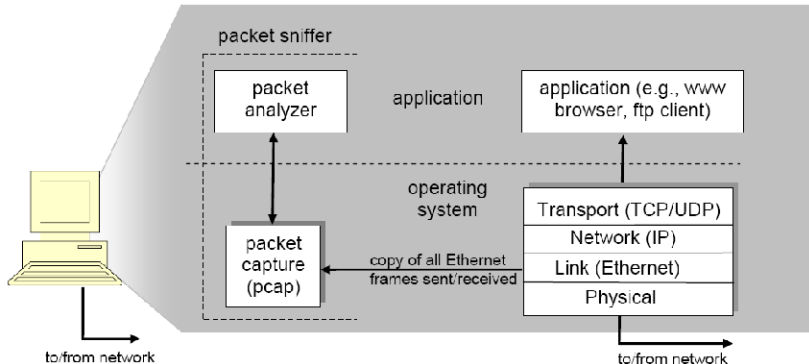 packet sniffer
packet
analyzer
application
application (e.g., www
browser, ftp client)
operating
system
packet
capture
(pcap)
copy of all Ethernet
frames sent/received
Transport (TCP/UDP)
Network (IP)
Link (Ethernet)
Physical
to/from network
to/from network